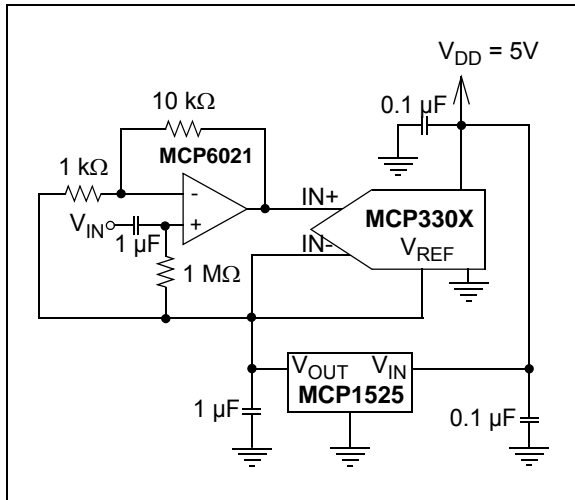 V_DD = 5V
0.1 µF
10 kΩ
MCP6021
1 kΩ
-
+
V_IN
1 µF
1 MΩ
IN+
IN-
MCP330X
V_REF
V_OUT V_IN
MCP1525
1 µF
0.1 µF